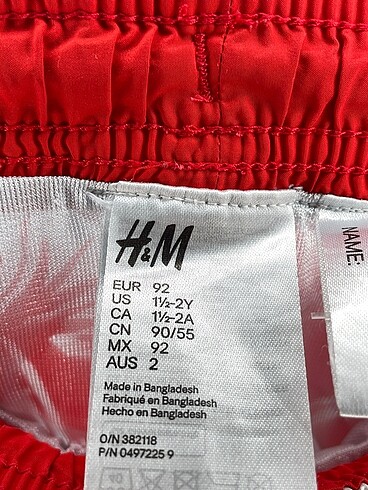 H&M
EUR 92
US 1½-2Y
CA 1½-2A
CN 90/55
MX 92
AUS 2
Made in Bangladesh
Fabriqué en Bangladesh
Hecho en Bangladesh
O/N 382118
P/N 0497225 9
40
NAME: